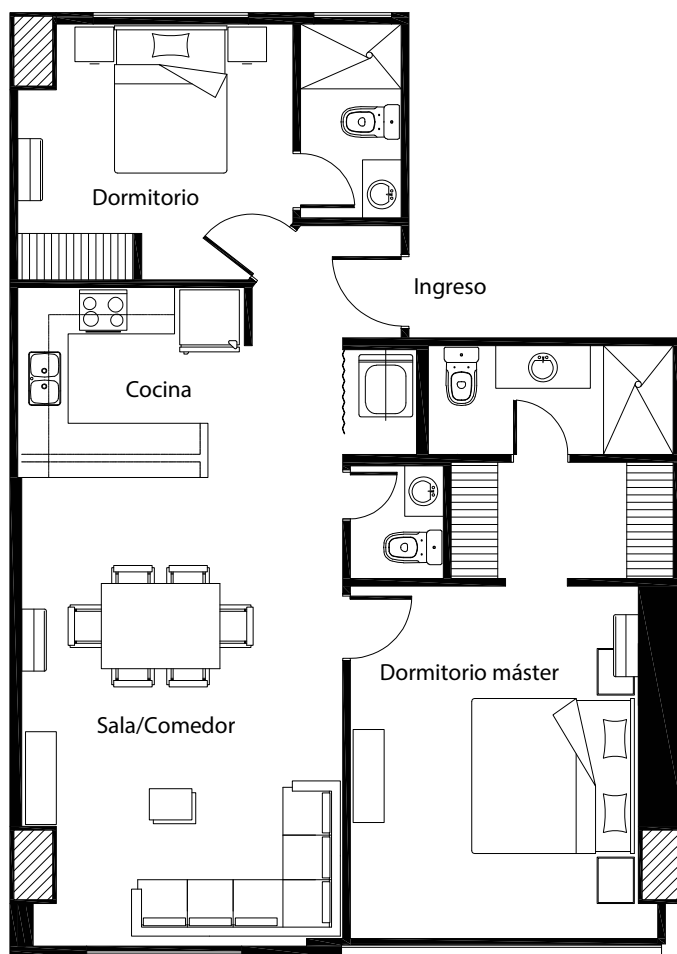 Dormitorio
Ingreso
Cocina
Dormitorio máster
Sala/Comedor